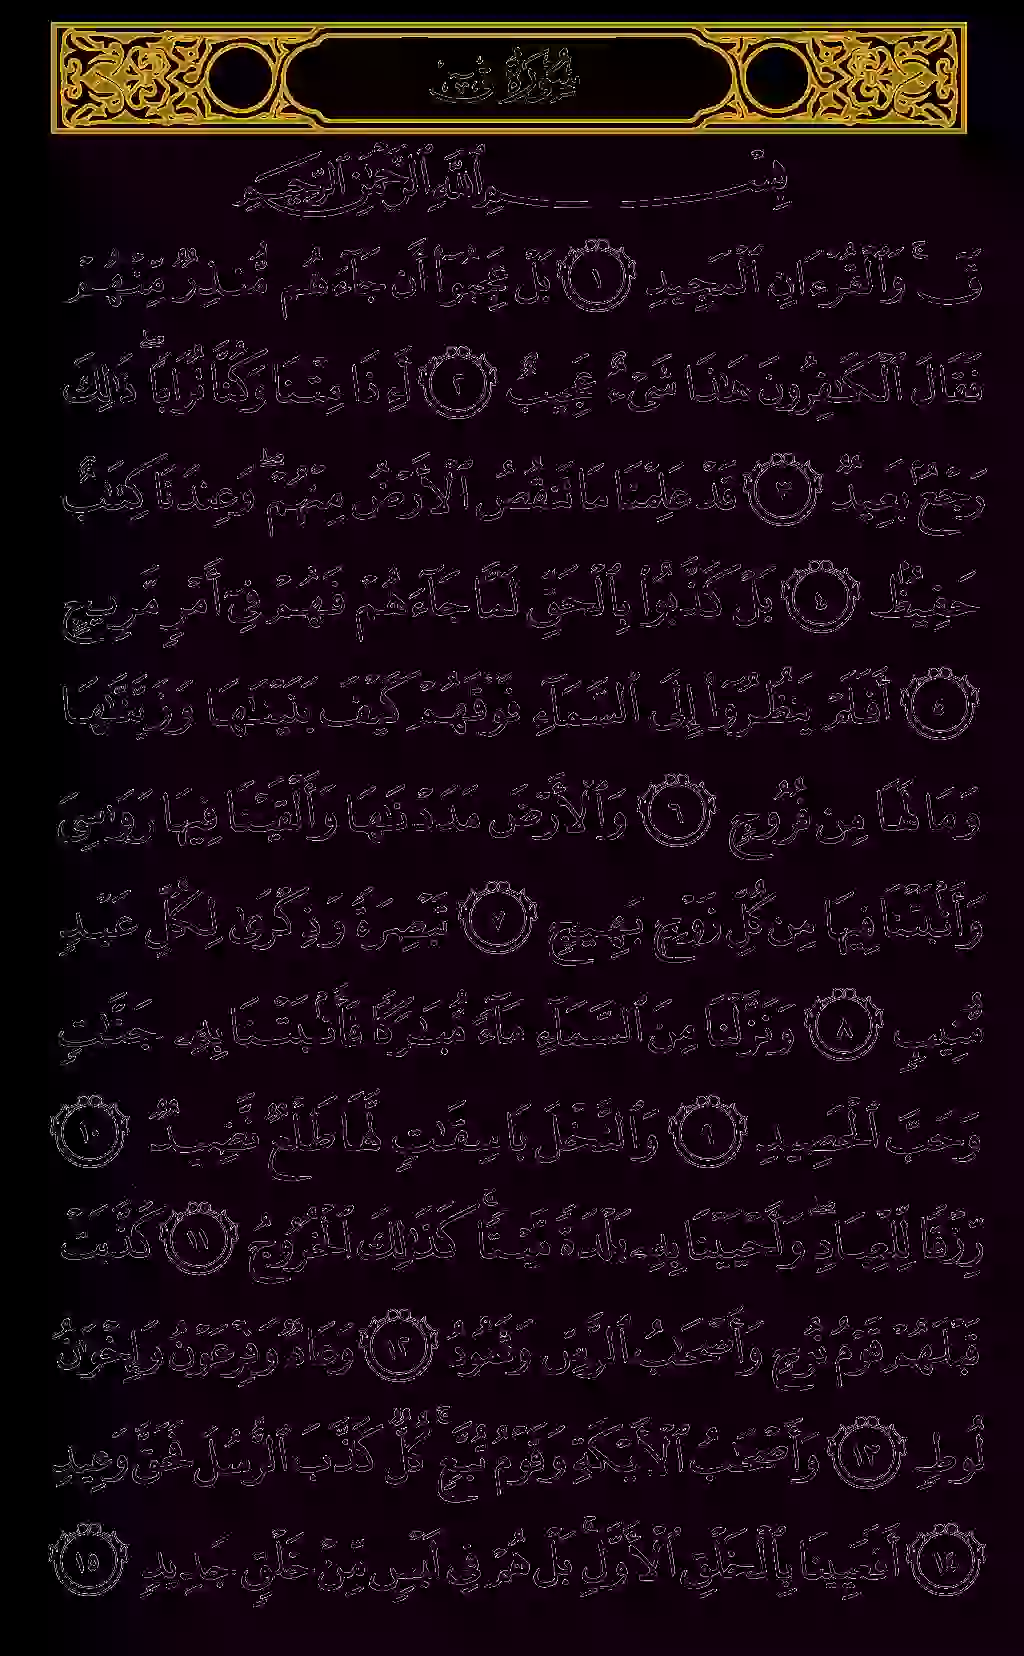 سُورَةُ قٓ
بِسْمِ ٱللَّهِ ٱلرَّحْمَٰنِ ٱلرَّحِيمِ
قٓ ۚ وَٱلْقُرْءَانِ ٱلْمَجِيدِ ١ بَلْ عَجِبُوٓا۟ أَن جَآءَهُم مُّنذِرٌ مِّنْهُمْ
فَقَالَ ٱلْكَٰفِرُونَ هَٰذَا شَىْءٌ عَجِيبٌ ٢ أَءِذَا مِتْنَا وَكُنَّا تُرَابًا ۖ ذَٰلِكَ
رَجْعٌۢ بَعِيدٌ ٣ قَدْ عَلِمْنَا مَا تَنقُصُ ٱلْأَرْضُ مِنْهُمْ ۖ وَعِندَنَا كِتَٰبٌ
حَفِيظٌۢ ٤ بَلْ كَذَّبُوا۟ بِٱلْحَقِّ لَمَّا جَآءَهُمْ فَهُمْ فِىٓ أَمْرٍ مَّرِيجٍ
٥ أَفَلَمْ يَنظُرُوٓا۟ إِلَى ٱلسَّمَآءِ فَوْقَهُمْ كَيْفَ بَنَيْنَٰهَا وَزَيَّنَّٰهَا
وَمَا لَهَا مِن فُرُوجٍ ٦ وَٱلْأَرْضَ مَدَدْنَٰهَا وَأَلْقَيْنَا فِيهَا رَوَٰسِىَ
وَأَنۢبَتْنَا فِيهَا مِن كُلِّ زَوْجٍۭ بَهِيجٍ ٧ تَبْصِرَةً وَذِكْرَىٰ لِكُلِّ عَبْدٍ
مُّنِيبٍ ٨ وَنَزَّلْنَا مِنَ ٱلسَّمَآءِ مَآءً مُّبَٰرَكًا فَأَنۢبَتْنَا بِهِۦ جَنَّٰتٍ
وَحَبَّ ٱلْحَصِيدِ ٩ وَٱلنَّخْلَ بَاسِقَٰتٍ لَّهَا طَلْعٌ نَّضِيدٌ ١٠
رِّزْقًا لِّلْعِبَادِ ۖ وَأَحْيَيْنَا بِهِۦ بَلْدَةً مَّيْتًا ۚ كَذَٰلِكَ ٱلْخُرُوجُ ١١ كَذَّبَتْ
قَبْلَهُمْ قَوْمُ نُوحٍ وَأَصْحَٰبُ ٱلرَّسِّ وَثَمُودُ ١٢ وَعَادٌ وَفِرْعَوْنُ وَإِخْوَٰنُ
لُوطٍ ١٣ وَأَصْحَٰبُ ٱلْأَيْكَةِ وَقَوْمُ تُبَّعٍ ۚ كُلٌّ كَذَّبَ ٱلرُّسُلَ فَحَقَّ وَعِيدِ
١٤ أَفَعَيِينَا بِٱلْخَلْقِ ٱلْأَوَّلِ ۚ بَلْ هُمْ فِى لَبْسٍ مِّنْ خَلْقٍ جَدِيدٍ ١٥